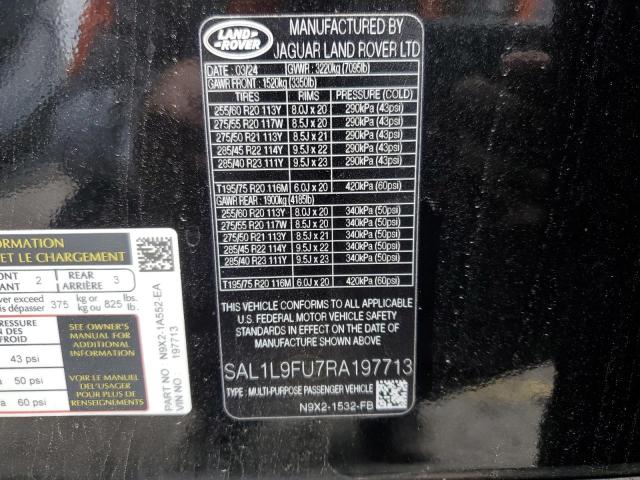 LAND
ROVER
MANUFACTURED BY
JAGUAR LAND ROVER LTD
DATE : 03/24 GVWR : 3220kg (7095lb)
GAWR FRONT : 1520kg (3350lb)
TIRES RIMS PRESSURE (COLD)
255/60 R20 113Y 8.0J x 20 290kPa (43psi)
275/55 R20 117W 8.5J x 20 290kPa (43psi)
275/50 R21 113Y 8.5J x 21 290kPa (43psi)
285/45 R22 114Y 9.5J x 22 290kPa (43psi)
285/40 R23 111Y 9.5J x 23 290kPa (43psi)
T195/75 R20 116M 6.0J x 20 420kPa (60psi)
GAWR REAR : 1900kg (4185lb)
255/60 R20 113Y 8.0J x 20 340kPa (50psi)
275/55 R20 117W 8.5J x 20 340kPa (50psi)
275/50 R21 113Y 8.5J x 21 340kPa (50psi)
285/45 R22 114Y 9.5J x 22 340kPa (50psi)
285/40 R23 111Y 9.5J x 23 340kPa (50psi)
T195/75 R20 116M 6.0J x 20 420kPa (60psi)
THIS VEHICLE CONFORMS TO ALL APPLICABLE
U.S. FEDERAL MOTOR VEHICLE SAFETY
STANDARDS IN EFFECT ON THE DATE OF
MANUFACTURE SHOWN ABOVE
SAL1L9FU7RA197713
TYPE : MULTI-PURPOSE PASSENGER VEHICLE
N9X2-1532-FB
FORMATION
ET LE CHARGEMENT
2 REAR
ARRIÈRE 3
ver exceed
is dépasser 375 kg or
kg ou 825 lbs.
lb.
RESSURE
ON DES
FROID
43 psi
50 psi
60 psi
SEE OWNER'S
MANUAL FOR
ADDITIONAL
INFORMATION
VOIR MANUEL
DE L'USAGER
POUR PLUS DE
RENSEIGNEMENTS
PART NO N9X2-1A552-EA
VIN NO 197713